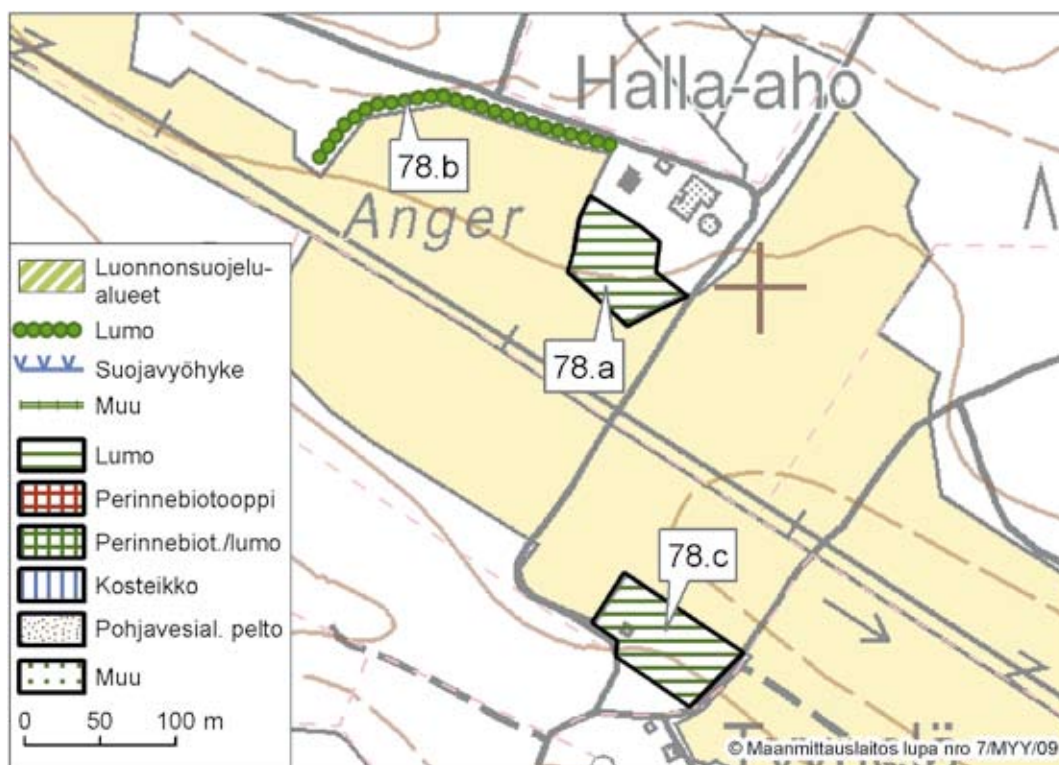 Halla-aho
78.b
Anger
78.a
78.c
Luonnonsuojelu-
alueet
Lumo
Suojavyöhyke
Muu
Lumo
Perinnebiotooppi
Perinnebiot./lumo
Kosteikko
Pohjavesial. pelto
Muu
0 50 100 m
© Maanmittauslaitos lupa nro 7/MYY/09